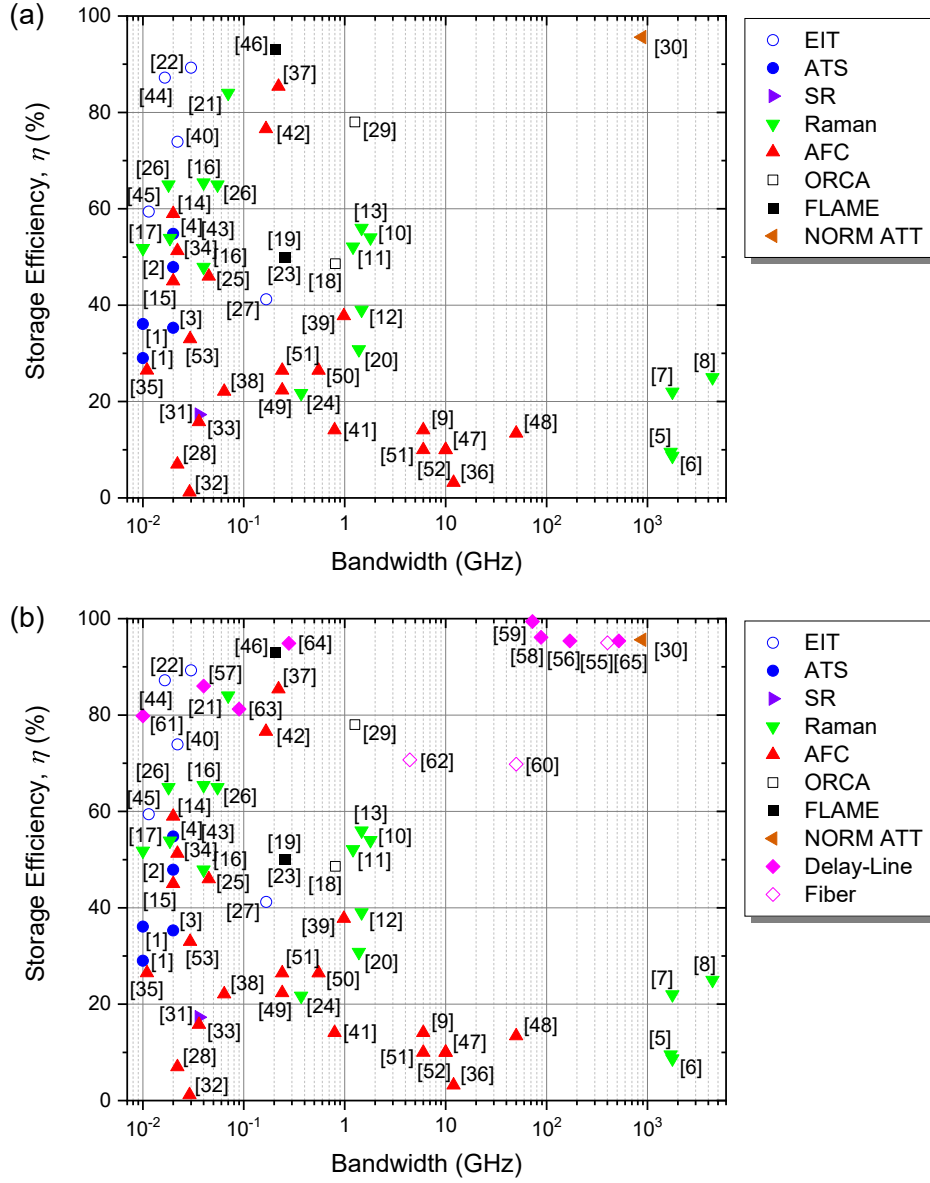 (a)
100
80
60
40
20
0
Storage Efficiency, η (%)
10⁻² 10⁻¹ 1 10 10² 10³
Bandwidth (GHz)
[46] [30]
[22] [37]
[44] [21]
[42] [29]
[40]
[26] [16] [26]
[45] [14] [13]
[17] [4] [43] [19] [10]
[34] [11]
[2] [16] [23] [18]
[25]
[15] [27]
[3] [39] [12]
[1] [53]
[1] [51] [20] [8]
[35] [38] [50] [7]
[49] [24]
[31] [33] [41] [9] [48]
[51] [47] [5]
[28] [52] [36] [6]
[32]
EIT
ATS
SR
Raman
AFC
ORCA
FLAME
NORM ATT
(b)
100
80
60
40
20
0
Storage Efficiency, η (%)
10⁻² 10⁻¹ 1 10 10² 10³
Bandwidth (GHz)
[46] [64] [59] [30]
[58] [56] [55] [65]
[22] [57] [37]
[44] [21] [63]
[61] [42] [29]
[40]
[62] [60]
[26] [16] [26]
[45] [14] [13]
[17] [4] [43] [19] [10]
[34] [11]
[2] [16] [23] [18]
[25]
[15] [27]
[3] [39] [12]
[1] [53]
[1] [51] [20] [8]
[35] [38] [50] [7]
[49] [24]
[31] [33] [41] [9] [48]
[51] [47] [5]
[28] [52] [36] [6]
[32]
EIT
ATS
SR
Raman
AFC
ORCA
FLAME
NORM ATT
Delay-Line
Fiber